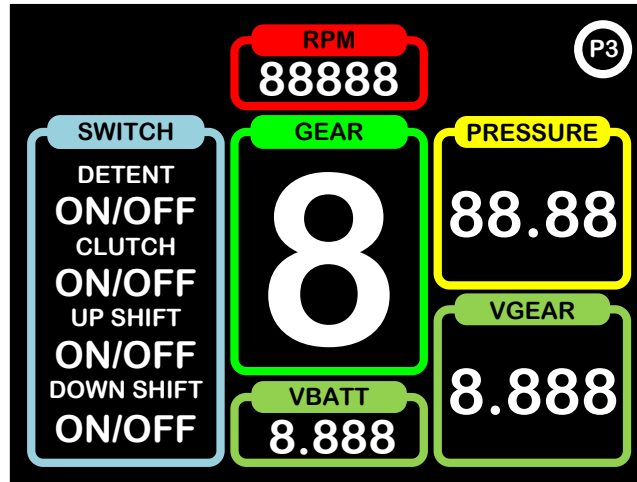 RPM
88888
P3
SWITCH
DETENT
ON/OFF
CLUTCH
ON/OFF
UP SHIFT
ON/OFF
DOWN SHIFT
ON/OFF
GEAR
8
VBATT
8.888
PRESSURE
88.88
VGEAR
8.888